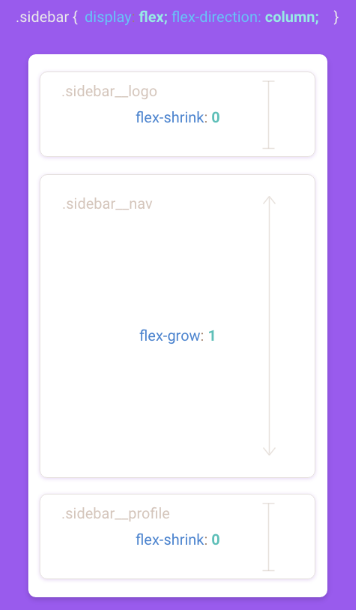 .sidebar { display flex; flex-direction: column; }
.sidebar__logo
flex-shrink: 0
.sidebar__nav
flex-grow: 1
.sidebar__profile
flex-shrink: 0